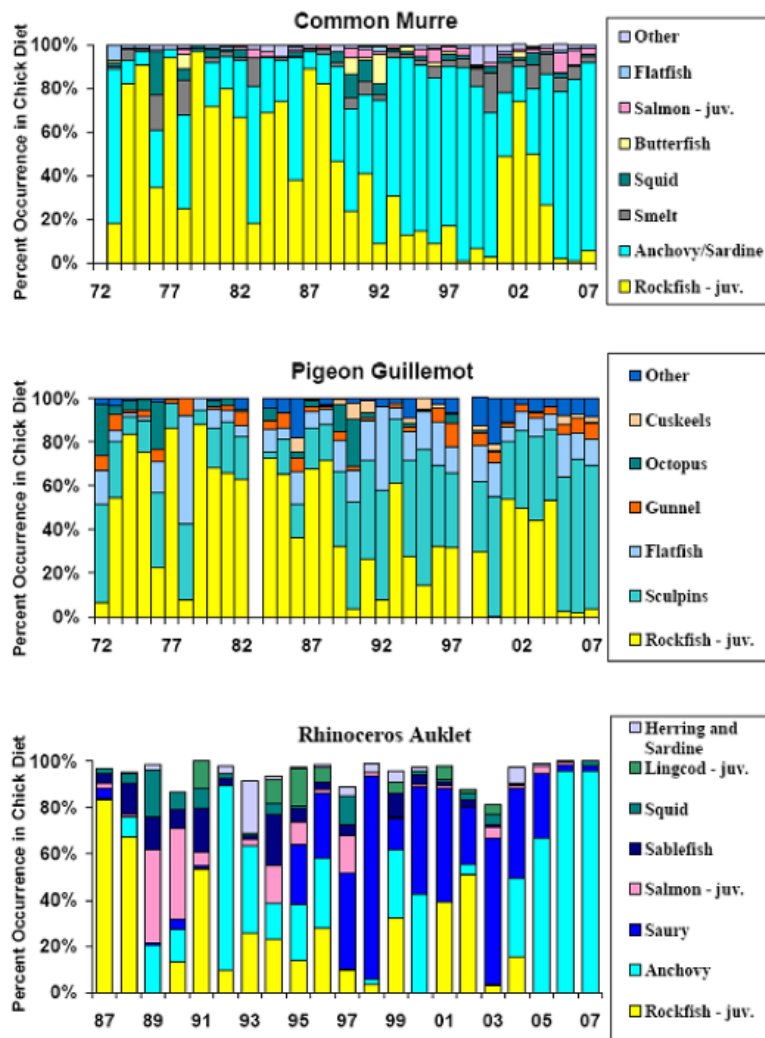 Common Murre
Percent Occurrence in Chick Diet
100%
80%
60%
40%
20%
0%
72 77 82 87 92 97 02 07
Other
Flatfish
Salmon - juv.
Butterfish
Squid
Smelt
Anchovy/Sardine
Rockfish - juv.
Pigeon Guillemot
Percent Occurrence in Chick Diet
100%
80%
60%
40%
20%
0%
72 77 82 87 92 97 02 07
Other
Cuskeels
Octopus
Gunnel
Flatfish
Sculpins
Rockfish - juv.
Rhinoceros Auklet
Percent Occurrence in Chick Diet
100%
80%
60%
40%
20%
0%
87 89 91 93 95 97 99 01 03 05 07
Herring and
Sardine
Lingcod - juv.
Squid
Sablefish
Salmon - juv.
Saury
Anchovy
Rockfish - juv.